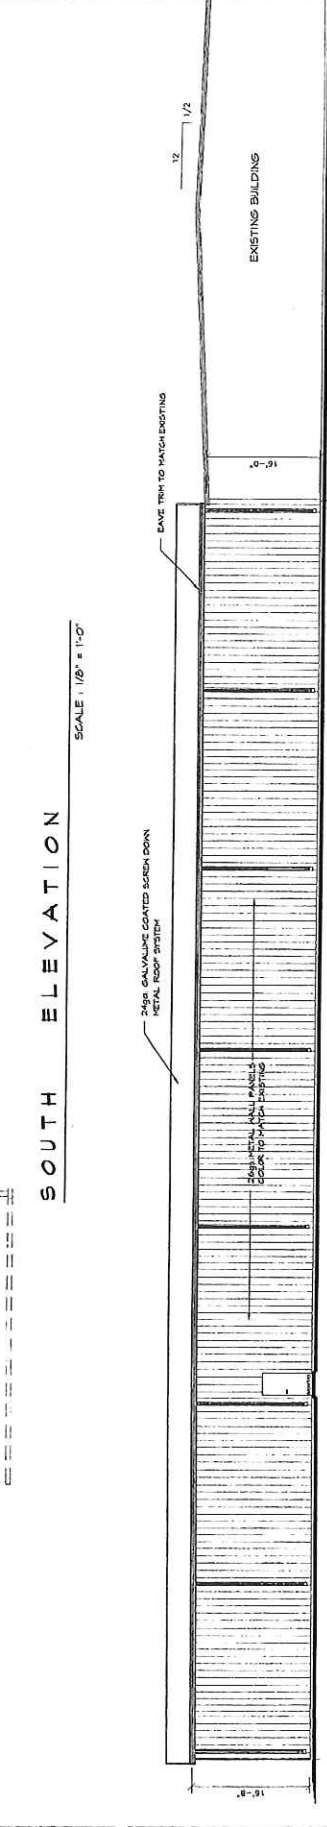 SOUTH ELEVATION
SCALE : 1/8" = 1'-0"
24ga. GALVALUME COATED SCREW DOWN
METAL ROOF SYSTEM
EAVE TRIM TO MATCH EXISTING
12
1/2
EXISTING BUILDING
16'-0"
26ga METAL WALL PANELS
COLOR TO MATCH EXISTING
16'-8"